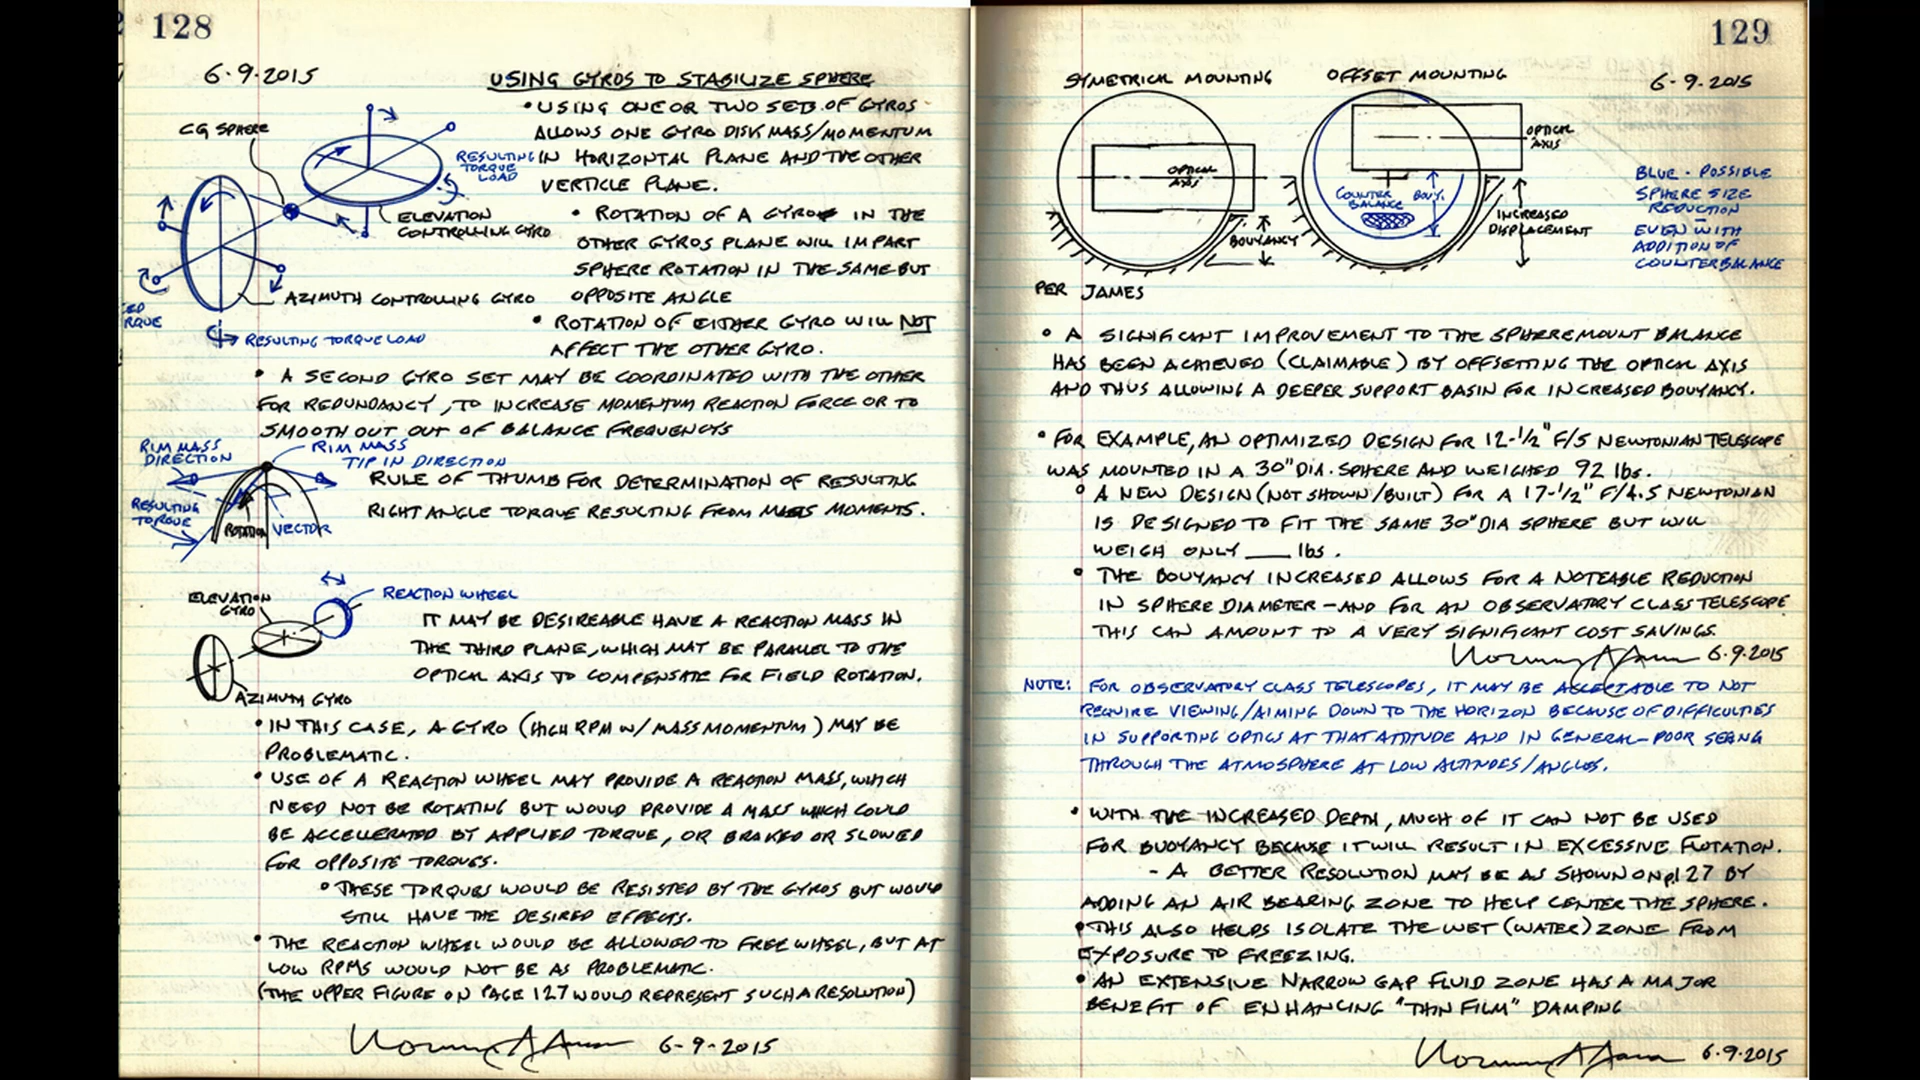 128
6-9-2015
USING GYROS TO STABILIZE SPHERE
• USING ONE OR TWO SETS OF GYROS
ALLOWS ONE GYRO DISK MASS/MOMENTUM
IN HORIZONTAL PLANE AND THE OTHER
VERTICLE PLANE.
CG SPHERE
RESULTING
TORQUE
LOAD
ELEVATION
CONTROLLING GYRO
• ROTATION OF A GYRO IN THE
OTHER GYROS PLANE WILL IMPART
SPHERE ROTATION IN THE SAME BUT
OPPOSITE ANGLE
AZIMUTH CONTROLLING GYRO
RESULTING TORQUE LOAD
• ROTATION OF EITHER GYRO WILL NOT
AFFECT THE OTHER GYRO.
• A SECOND GYRO SET MAY BE COORDINATED WITH THE OTHER
FOR REDUNDANCY, TO INCREASE MOMENTUM REACTION FORCE OR TO
SMOOTH OUT OUT OF BALANCE FREQUENCYS
RIM MASS
DIRECTION
RIM MASS
TIP IN DIRECTION
RESULTING
TORQUE
ROTATION
VECTOR
RULE OF THUMB FOR DETERMINATION OF RESULTING
RIGHT ANGLE TORQUE RESULTING FROM MASS MOMENTS.
ELEVATION
GYRO
REACTION WHEEL
AZIMUTH GYRO
IT MAY BE DESIREABLE HAVE A REACTION MASS IN
THE THIRD PLANE, WHICH MAY BE PARALLEL TO THE
OPTICAL AXIS TO COMPENSATE FOR FIELD ROTATION.
• IN THIS CASE, A GYRO (HIGH RPM W/ MASS MOMENTUM) MAY BE
PROBLEMATIC.
• USE OF A REACTION WHEEL MAY PROVIDE A REACTION MASS, WHICH
NEED NOT BE ROTATING BUT WOULD PROVIDE A MASS WHICH COULD
BE ACCELLERATED BY APPLIED TORQUE, OR BRAKED OR SLOWED
FOR OPPOSITE TORQUES.
° THESE TORQUES WOULD BE RESISTED BY THE GYROS BUT WOULD
STILL HAVE THE DESIRED EFFECTS.
• THE REACTION WHEEL WOULD BE ALLOWED TO FREE WHEEL, BUT AT
LOW RPMS WOULD NOT BE AS PROBLEMATIC.
(THE UPPER FIGURE ON PAGE 127 WOULD REPRESENT SUCH A RESOLUTION)
6-9-2015
129
6-9-2015
SYMETRICAL MOUNTING
OFFSET MOUNTING
OPTICAL
AXIS
BOUYANCY
OPTICAL
AXIS
COUNTER
BALANCE
BOUY.
INCREASED
DISPLACEMENT
BLUE - POSSIBLE
SPHERE SIZE
REDUCTION
—
EVEN WITH
ADDITION OF
COUNTERBALANCE
PER JAMES
° A SIGNIFICANT IMPROVEMENT TO THE SPHERE MOUNT BALANCE
HAS BEEN ACHIEVED (CLAIMABLE) BY OFFSETTING THE OPTICAL AXIS
AND THUS ALLOWING A DEEPER SUPPORT BASIN FOR INCREASED BOUYANCY.
• FOR EXAMPLE, AN OPTIMIZED DESIGN FOR 12-1/2" F/5 NEWTONIAN TELESCOPE
WAS MOUNTED IN A 30" DIA. SPHERE AND WEIGHED 92 lbs.
° A NEW DESIGN (NOT SHOWN/BUILT) FOR A 17-1/2" F/4.5 NEWTONIAN
IS DESIGNED TO FIT THE SAME 30" DIA SPHERE BUT WILL
WEIGH ONLY ____ lbs.
° THE BOUYANCY INCREASED ALLOWS FOR A NOTEABLE REDUCTION
IN SPHERE DIAMETER - AND FOR AN OBSERVATORY CLASS TELESCOPE
THIS CAN AMOUNT TO A VERY SIGNIFICANT COST SAVINGS.
6-9-2015
NOTE: FOR OBSERVATORY CLASS TELESCOPES, IT MAY BE ACCEPTABLE TO NOT
REQUIRE VIEWING/AIMING DOWN TO THE HORIZON BECAUSE OF DIFFICULTIES
IN SUPPORTING OPTICS AT THAT ATTITUDE AND IN GENERAL - POOR SEEING
THROUGH THE ATMOSPHERE AT LOW ALTITUDES/ANGLES.
• WITH THE INCREASED DEPTH, MUCH OF IT CAN NOT BE USED
FOR BUOYANCY BECAUSE IT WILL RESULT IN EXCESSIVE FLOTATION.
- A BETTER RESOLUTION MAY BE AS SHOWN ON p127 BY
ADDING AN AIR BEARING ZONE TO HELP CENTER THE SPHERE.
• THIS ALSO HELPS ISOLATE THE WET (WATER) ZONE FROM
EXPOSURE TO FREEZING.
• AN EXTENSIVE NARROW GAP FLUID ZONE HAS A MAJOR
BENEFIT OF ENHANCING "THIN FILM" DAMPING
6-9-2015